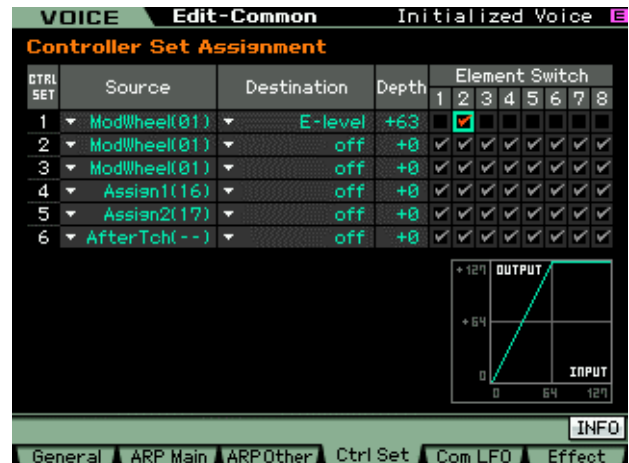 VOICE Edit-Common Initialized Voice E
Controller Set Assignment
CTRL SET Source Destination Depth Element Switch
1 2 3 4 5 6 7 8
1 ModWheel(01) E-level +63
2 ModWheel(01) off +0
3 ModWheel(01) off +0
4 Assign1(16) off +0
5 Assign2(17) off +0
6 AfterTch(--) off +0
+127 OUTPUT
+64
0 INPUT
0 64 127
INFO
General ARP Main ARP Other Ctrl Set Com LFO Effect